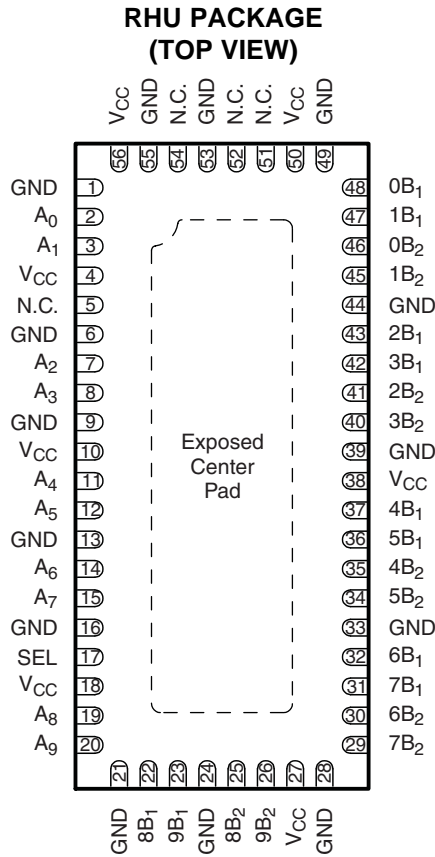 RHU PACKAGE
(TOP VIEW)
VCC GND N.C. GND N.C. N.C. VCC GND
56 55 54 53 52 51 50 49
GND 1 48 0B1
A0 2 47 1B1
A1 3 46 0B2
VCC 4 45 1B2
N.C. 5 44 GND
GND 6 43 2B1
A2 7 42 3B1
A3 8 41 2B2
GND 9 40 3B2
VCC 10 39 GND
A4 11 38 VCC
A5 12 37 4B1
GND 13 36 5B1
A6 14 35 4B2
A7 15 34 5B2
GND 16 33 GND
SEL 17 32 6B1
VCC 18 31 7B1
A8 19 30 6B2
A9 20 29 7B2
Exposed
Center
Pad
21 22 23 24 25 26 27 28
GND 8B1 9B1 GND 8B2 9B2 VCC GND